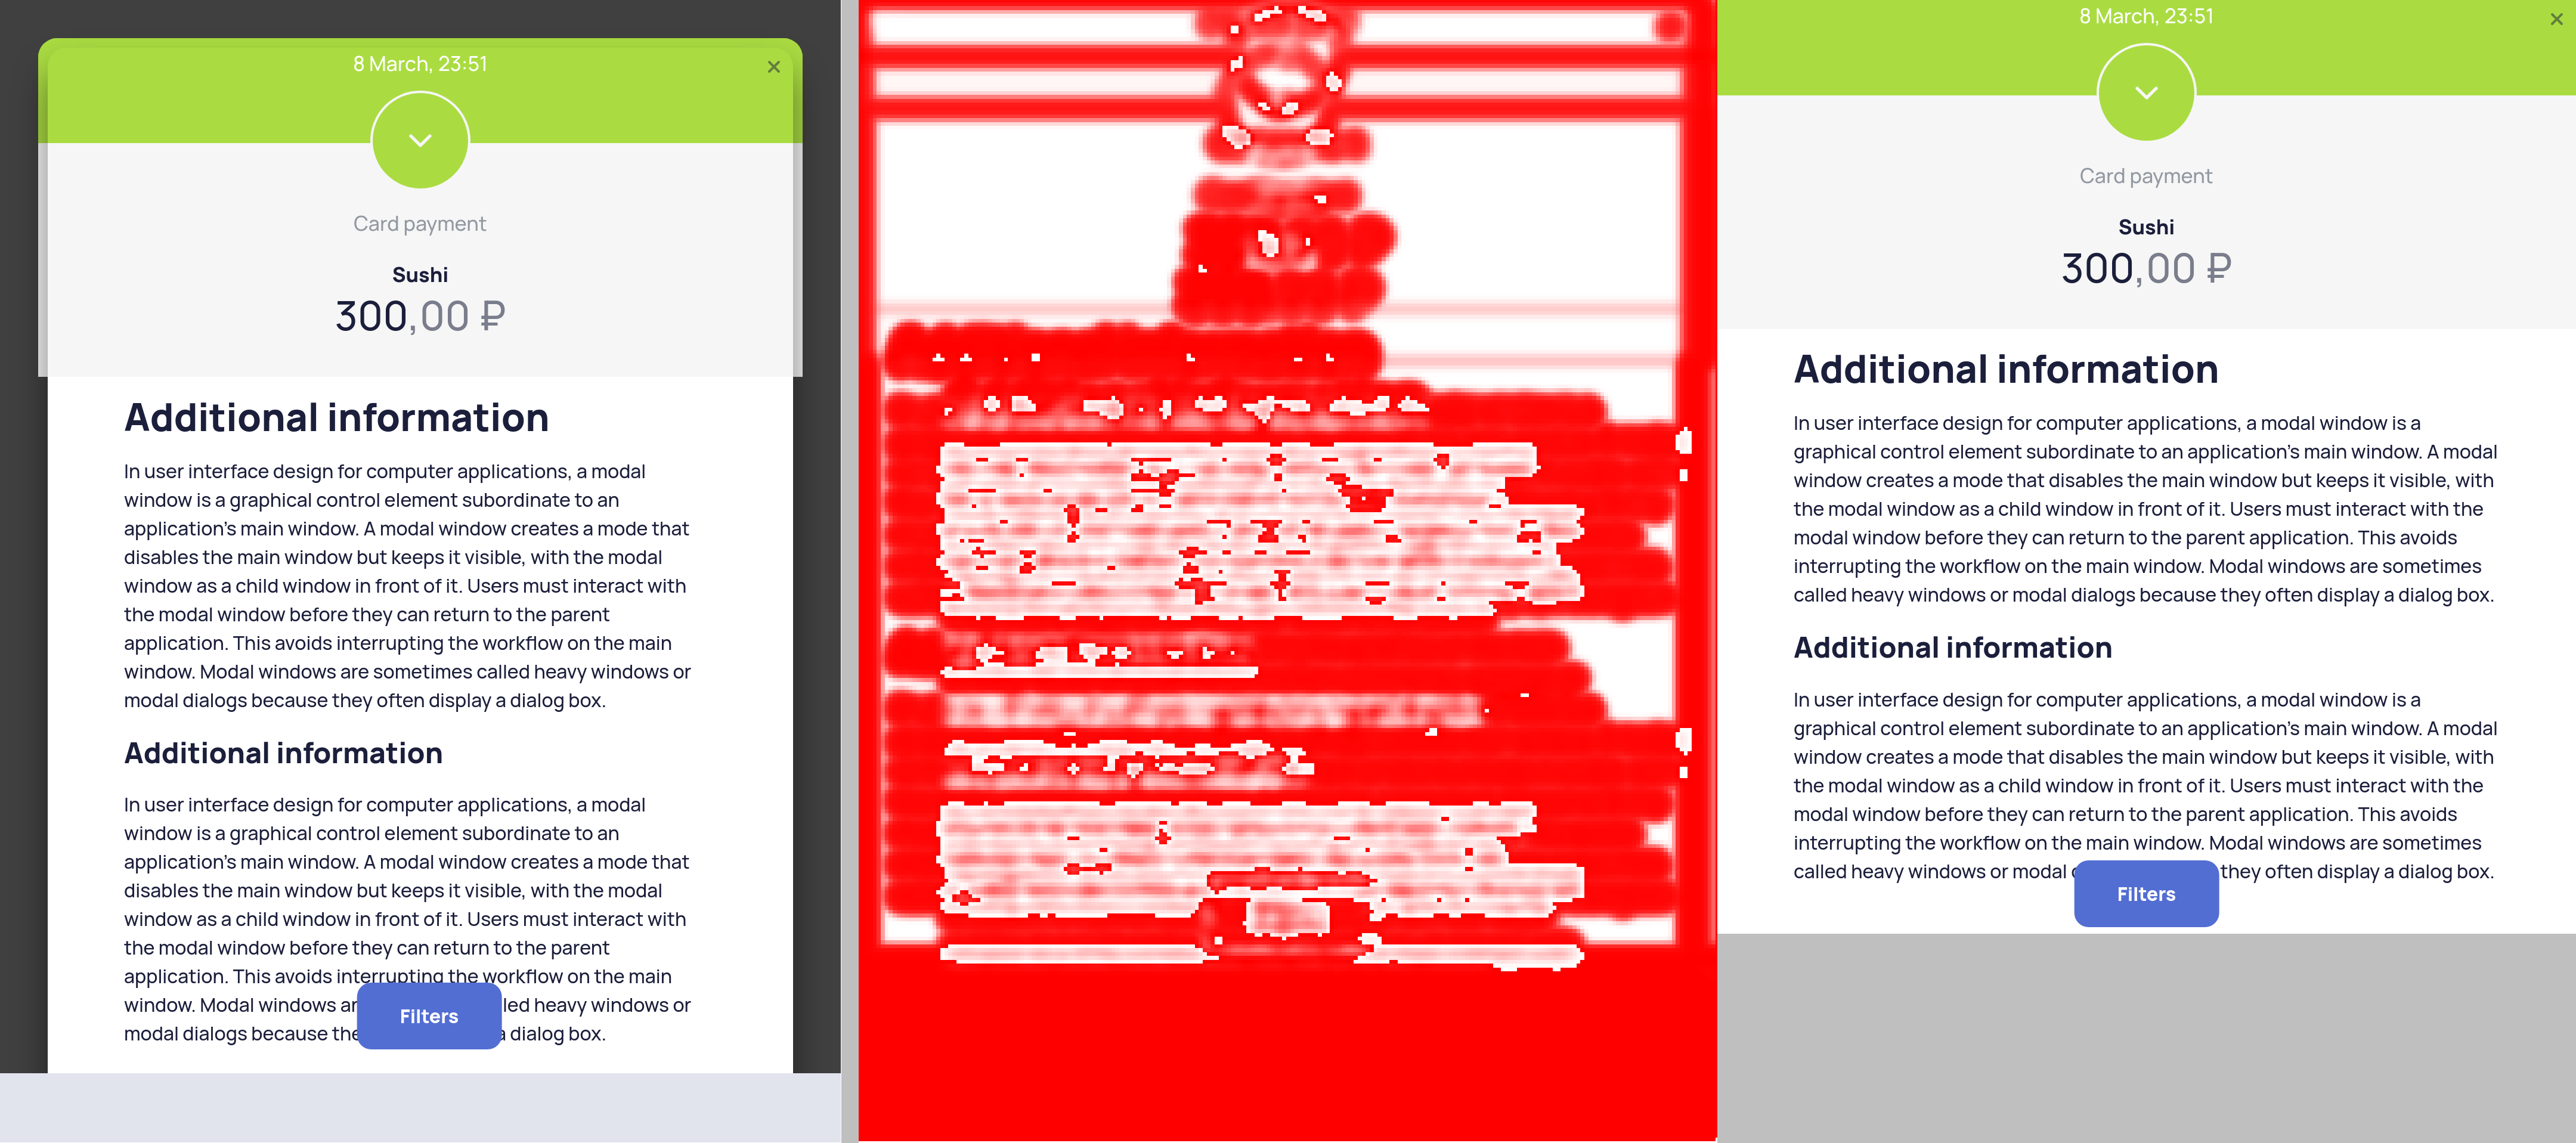 8 March, 23:51
Card payment
Sushi
300,00 ₽
Additional information
In user interface design for computer applications, a modal
window is a graphical control element subordinate to an
application's main window. A modal window creates a mode that
disables the main window but keeps it visible, with the modal
window as a child window in front of it. Users must interact with
the modal window before they can return to the parent
application. This avoids interrupting the workflow on the main
window. Modal windows are sometimes called heavy windows or
modal dialogs because they often display a dialog box.
Additional information
In user interface design for computer applications, a modal
window is a graphical control element subordinate to an
application's main window. A modal window creates a mode that
disables the main window but keeps it visible, with the modal
window as a child window in front of it. Users must interact with
the modal window before they can return to the parent
application. This avoids interrupting the workflow on the main
window. Modal windows led heavy windows or
modal dialogs because dialog box.
Filters
8 March, 23:51
Card payment
Sushi
300,00 ₽
Additional information
In user interface design for computer applications, a modal window is a
graphical control element subordinate to an application's main window. A modal
window creates a mode that disables the main window but keeps it visible, with
the modal window as a child window in front of it. Users must interact with the
modal window before they can return to the parent application. This avoids
interrupting the workflow on the main window. Modal windows are sometimes
called heavy windows or modal dialogs because they often display a dialog box.
Additional information
In user interface design for computer applications, a modal window is a
graphical control element subordinate to an application's main window. A modal
window creates a mode that disables the main window but keeps it visible, with
the modal window as a child window in front of it. Users must interact with the
modal window before they can return to the parent application. This avoids
interrupting the workflow on the main window. Modal windows are sometimes
called heavy windows or modal they often display a dialog box.
Filters